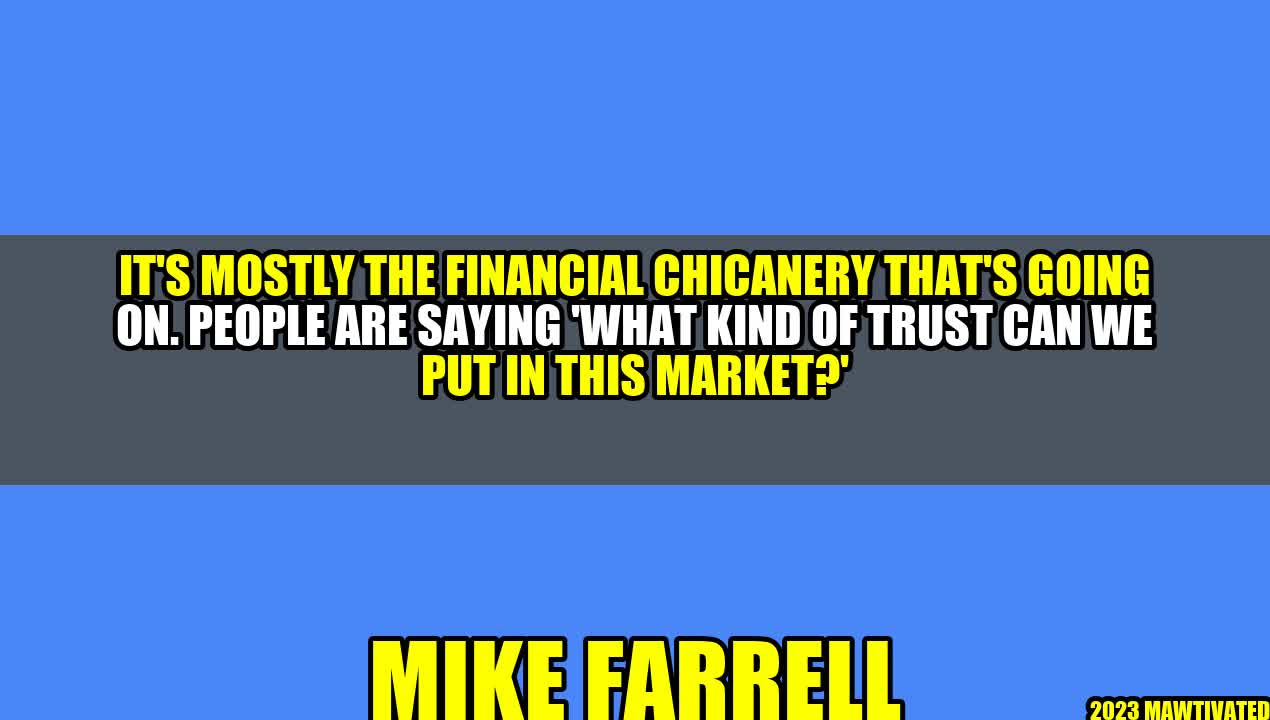 IT'S MOSTLY THE FINANCIAL CHICANERY THAT'S GOING
ON. PEOPLE ARE SAYING 'WHAT KIND OF TRUST CAN WE
PUT IN THIS MARKET?'
MIKE FARRELL
2023 MAWTIVATED